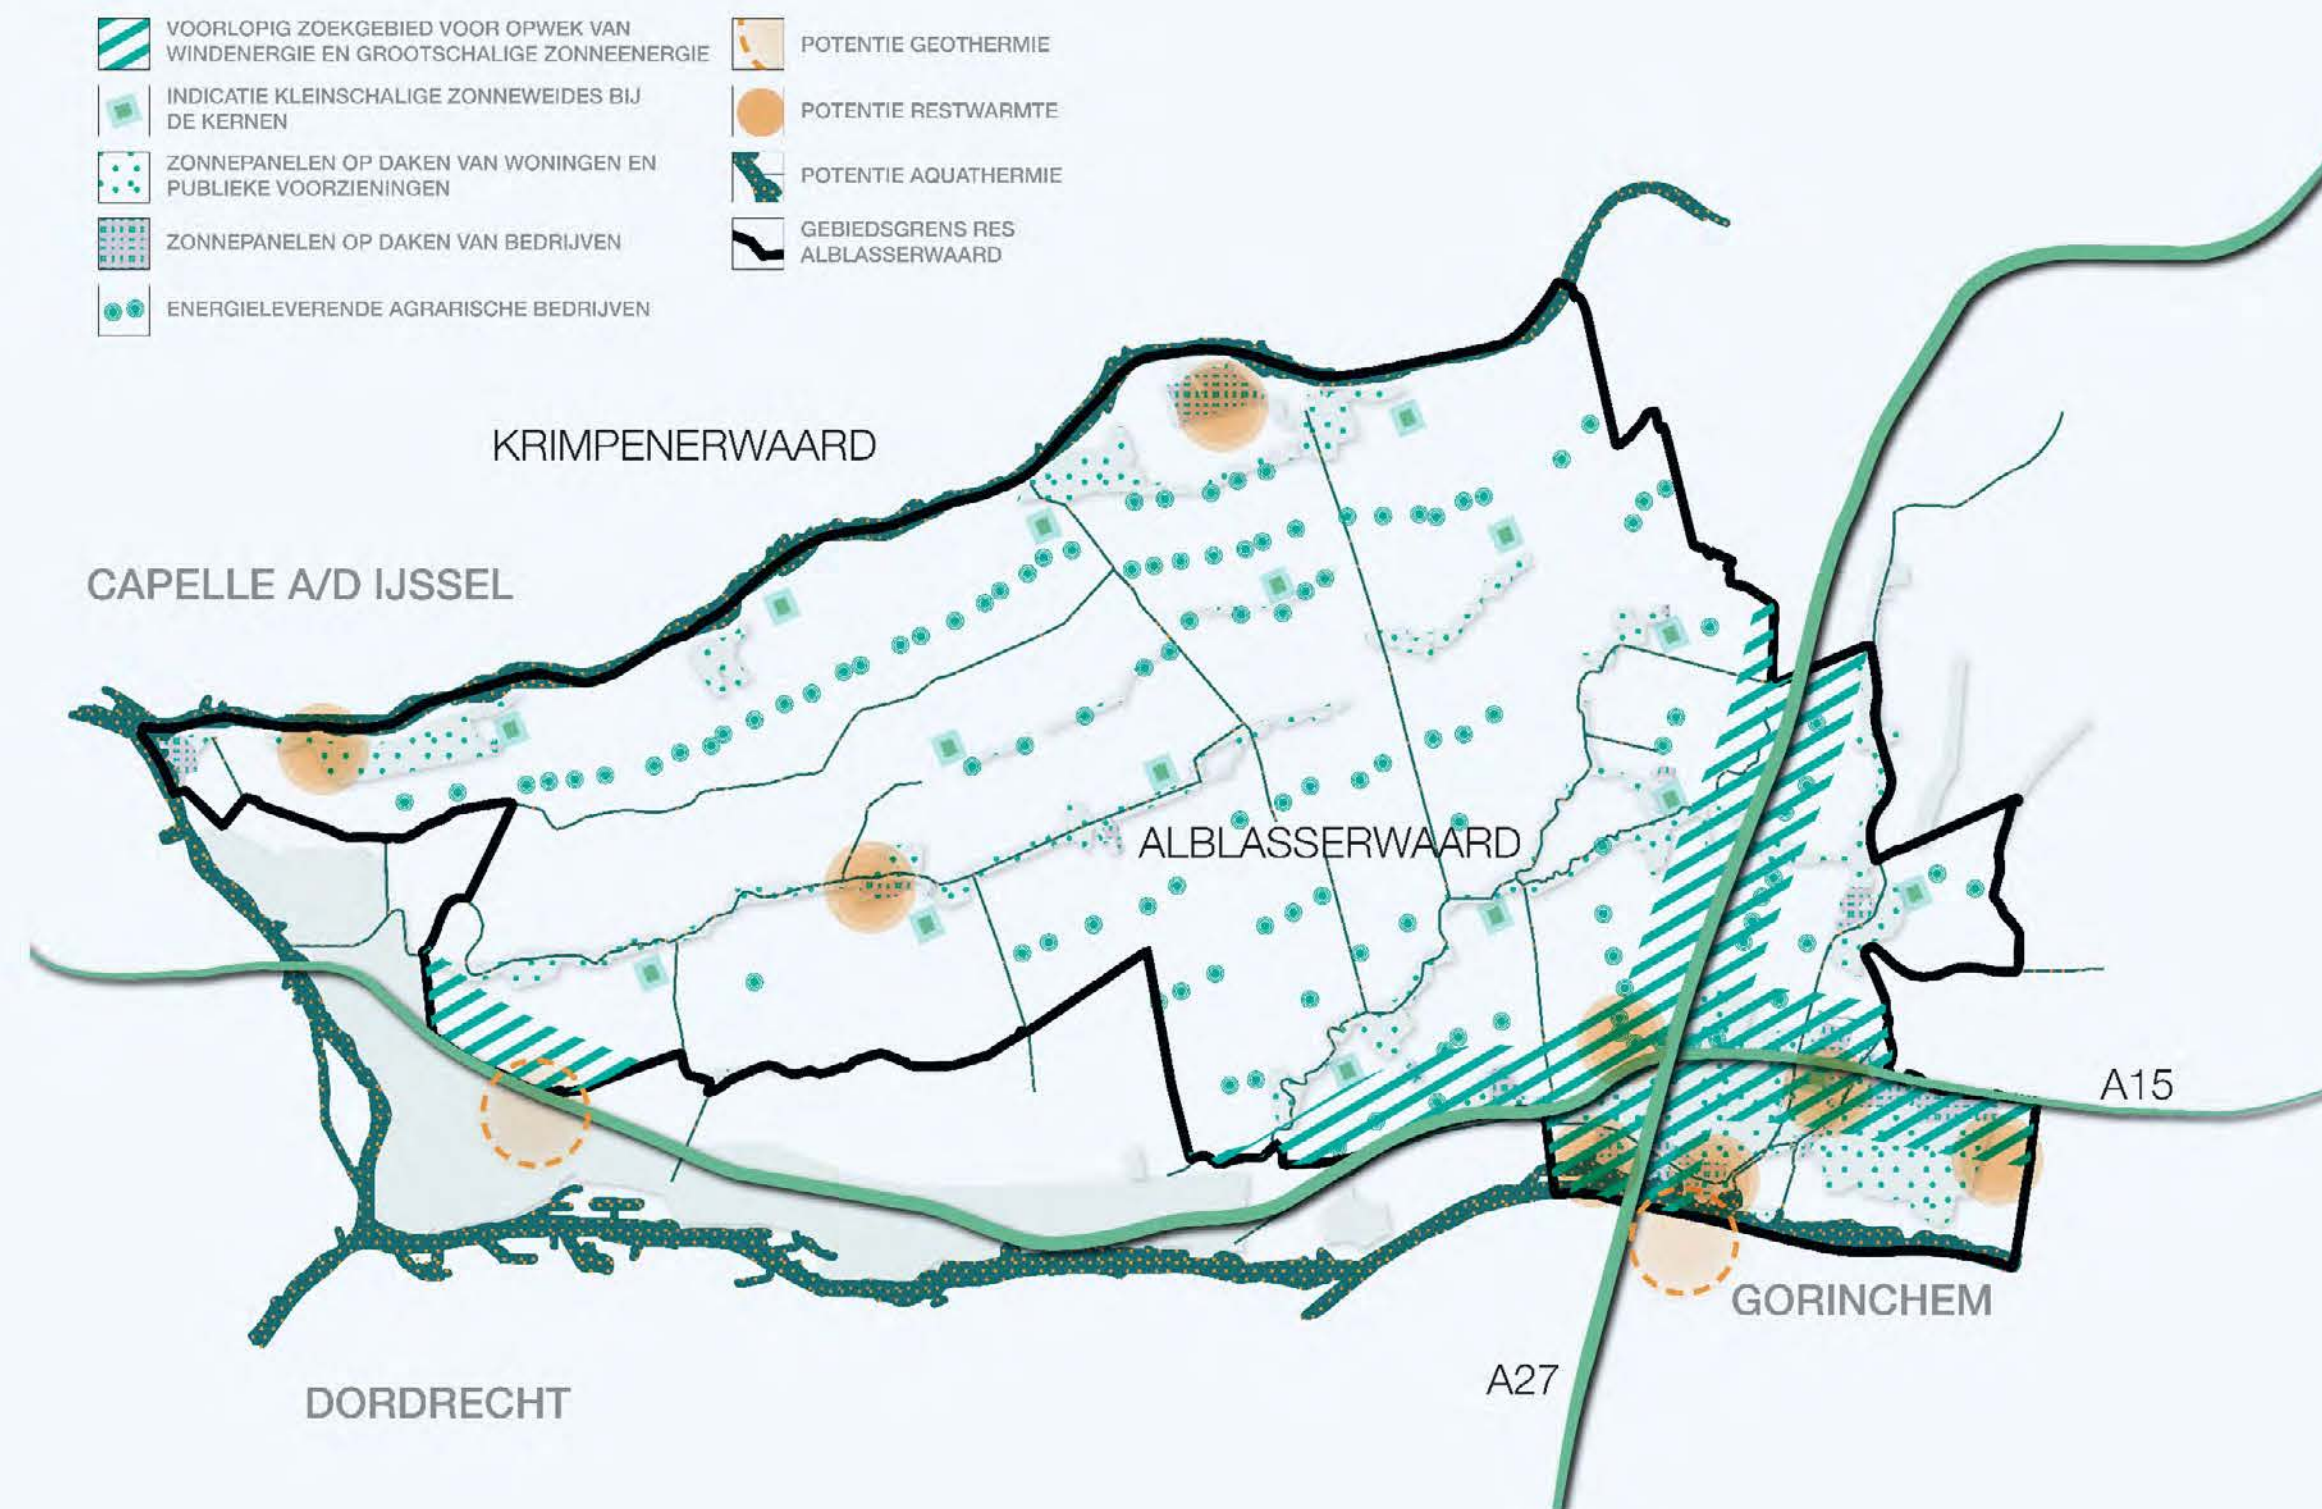 VOORLOPIG ZOEKGEBIED VOOR OPWEK VAN
WINDENERGIE EN GROOTSCHALIGE ZONNEENERGIE
INDICATIE KLEINSCHALIGE ZONNEWEIDES BIJ
DE KERNEN
ZONNEPANELEN OP DAKEN VAN WONINGEN EN
PUBLIEKE VOORZIENINGEN
ZONNEPANELEN OP DAKEN VAN BEDRIJVEN
ENERGIELEVERENDE AGRARISCHE BEDRIJVEN
POTENTIE GEOTHERMIE
POTENTIE RESTWARMTE
POTENTIE AQUATHERMIE
GEBIEDSGRENS RES
ALBLASSERWAARD
KRIMPENERWAARD
CAPELLE A/D IJSSEL
ALBLASSERWAARD
A15
GORINCHEM
A27
DORDRECHT